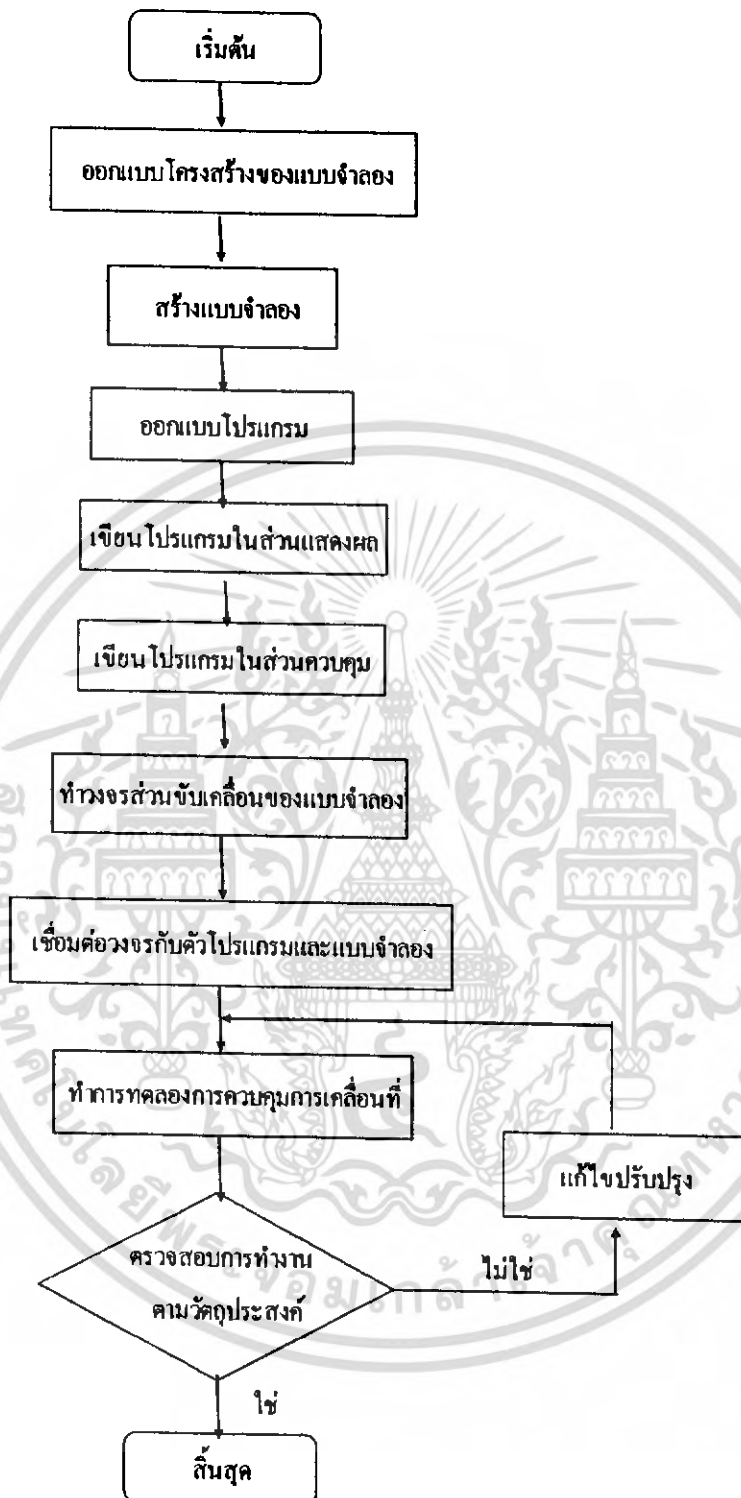 เริ่มต้น
ออกแบบโครงสร้างของแบบจำลอง
สร้างแบบจำลอง
ออกแบบโปรแกรม
เขียนโปรแกรมในส่วนแสดงผล
เขียนโปรแกรมในส่วนควบคุม
ทำวงจรส่วนขับเคลื่อนของแบบจำลอง
เชื่อมต่อวงจรกับตัวโปรแกรมและแบบจำลอง
ทำการทดลองการควบคุมการเคลื่อนที่
แก้ไขปรับปรุง
ตรวจสอบการทำงาน
ตามวัตถุประสงค์
ไม่ใช่
ใช่
สิ้นสุด